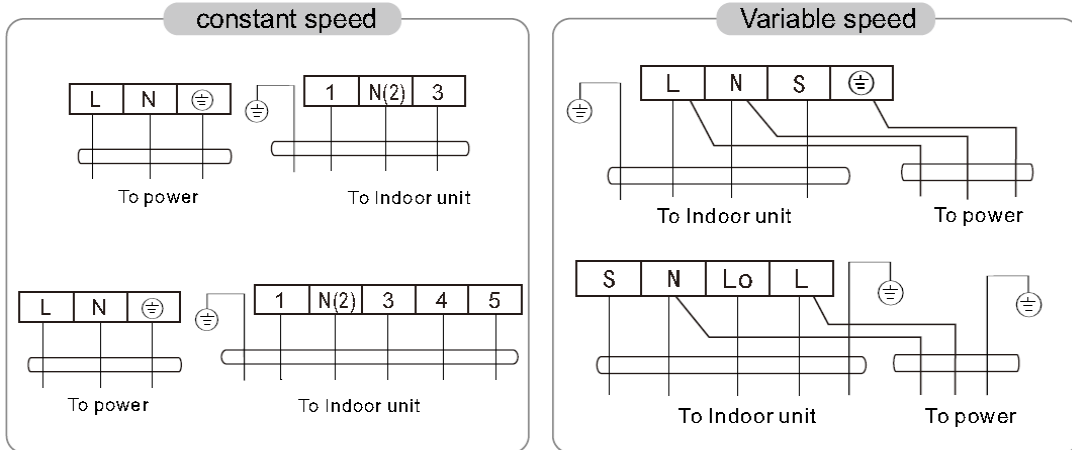 constant speed
L N 1 N(2) 3
To power To Indoor unit
L N 1 N(2) 3 4 5
To power To Indoor unit
Variable speed
L N S
To Indoor unit To power
S N Lo L
To Indoor unit To power